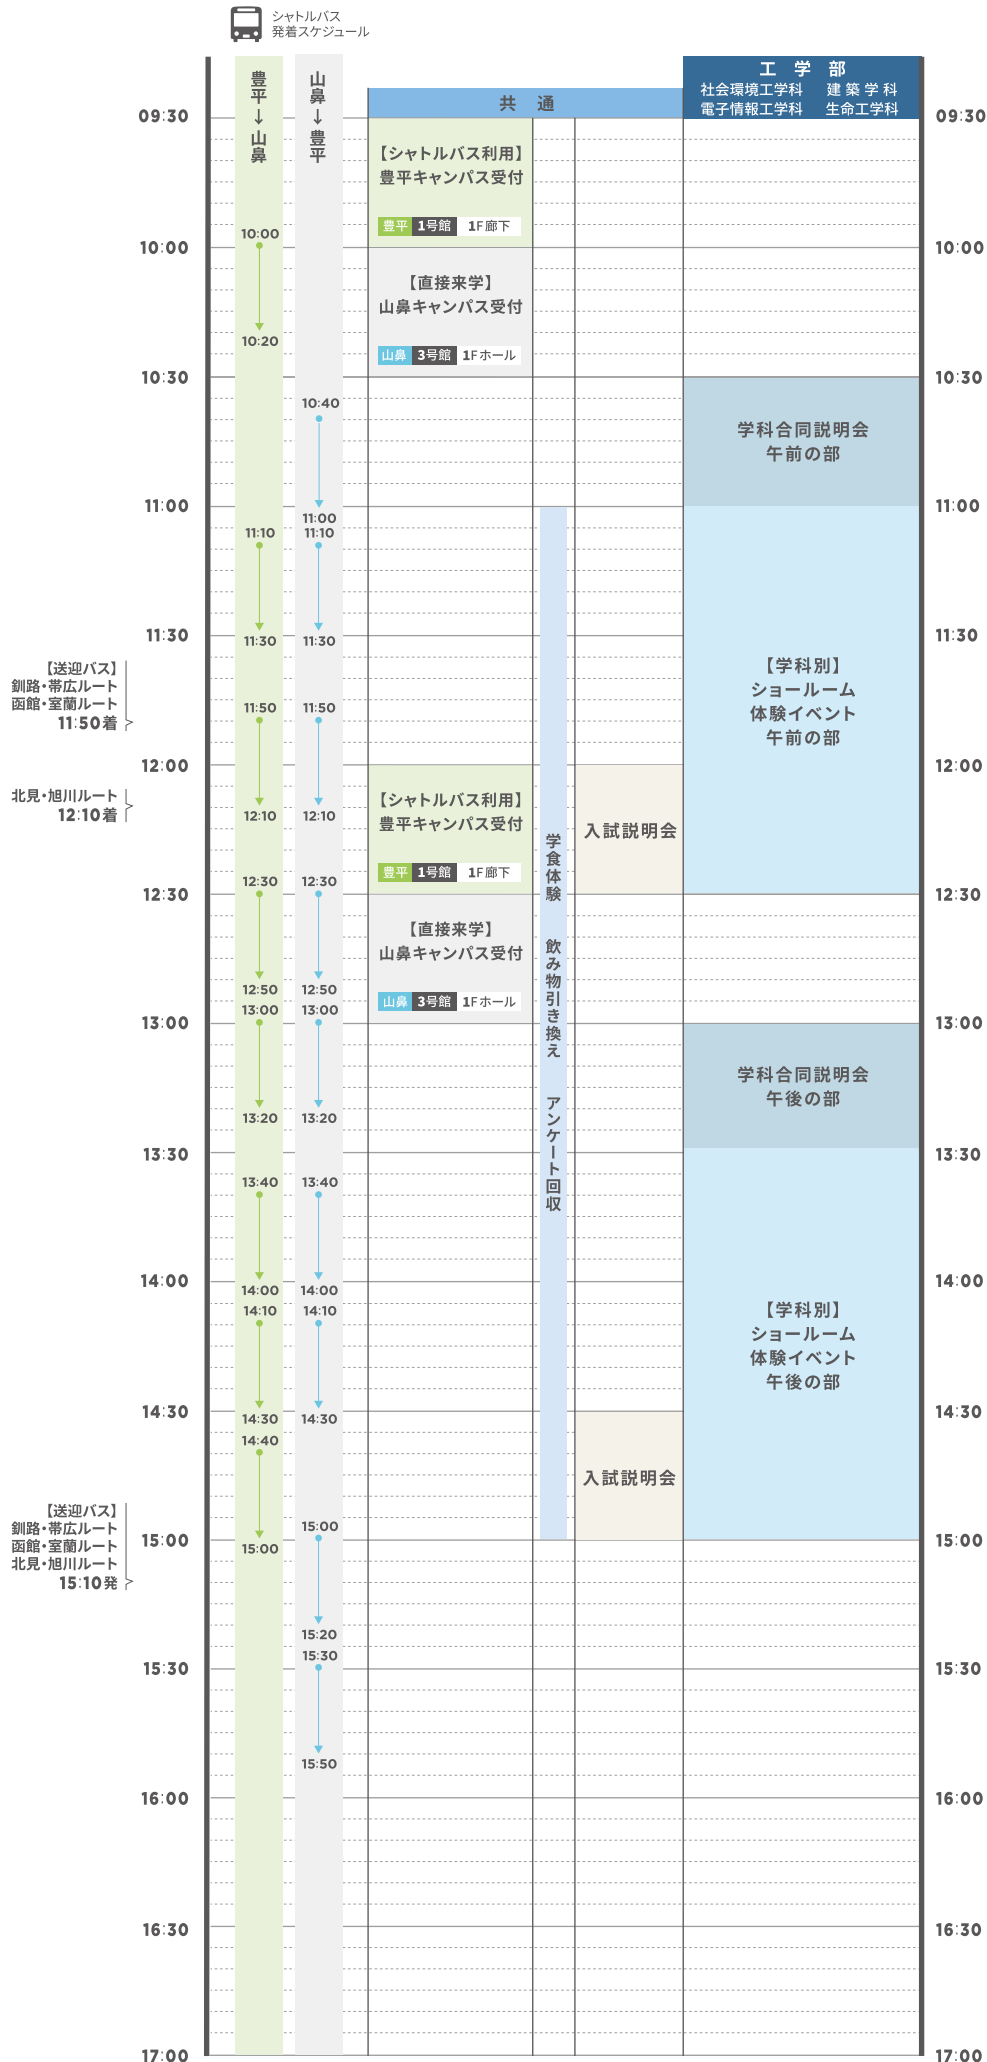 シャトルバス
発着スケジュール
豊平→山鼻
山鼻→豊平
共 通
工 学 部
社会環境工学科 建築学科
電子情報工学科 生命工学科
09:30
09:30
【シャトルバス利用】
豊平キャンパス受付
豊平 1号館 1F廊下
10:00
10:00
10:00
【直接来学】
山鼻キャンパス受付
10:20
山鼻 3号館 1Fホール
10:30
10:30
10:40
学科合同説明会
午前の部
11:00
11:00
11:00
11:10
11:10
11:30
11:30
11:30
11:30
【送迎バス】
釧路・帯広ルート
函館・室蘭ルート
11:50着
【学科別】
ショールーム
体験イベント
午前の部
11:50
11:50
12:00
12:00
北見・旭川ルート
12:10着
12:10
12:10
【シャトルバス利用】
豊平キャンパス受付
豊平 1号館 1F廊下
入試説明会
学食体験 飲み物引き換え アンケート回収
12:30
12:30
12:30
12:30
【直接来学】
山鼻キャンパス受付
山鼻 3号館 1Fホール
12:50
12:50
13:00
13:00
13:00
13:00
学科合同説明会
午後の部
13:20
13:20
13:30
13:30
13:40
13:40
14:00
14:00
14:00
14:00
14:10
14:10
【学科別】
ショールーム
体験イベント
午後の部
14:30
14:30
14:30
14:30
14:40
入試説明会
【送迎バス】
釧路・帯広ルート
函館・室蘭ルート
北見・旭川ルート
15:10発
15:00
15:00
15:00
15:00
15:20
15:30
15:30
15:30
15:50
16:00
16:00
16:30
16:30
17:00
17:00